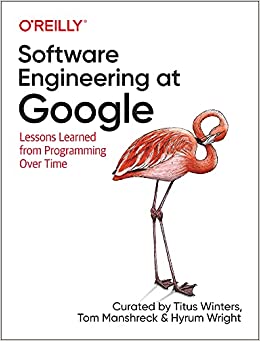 O'REILLY®
Software
Engineering at
Google
Lessons Learned
from Programming
Over Time
Curated by Titus Winters,
Tom Manshreck & Hyrum Wright